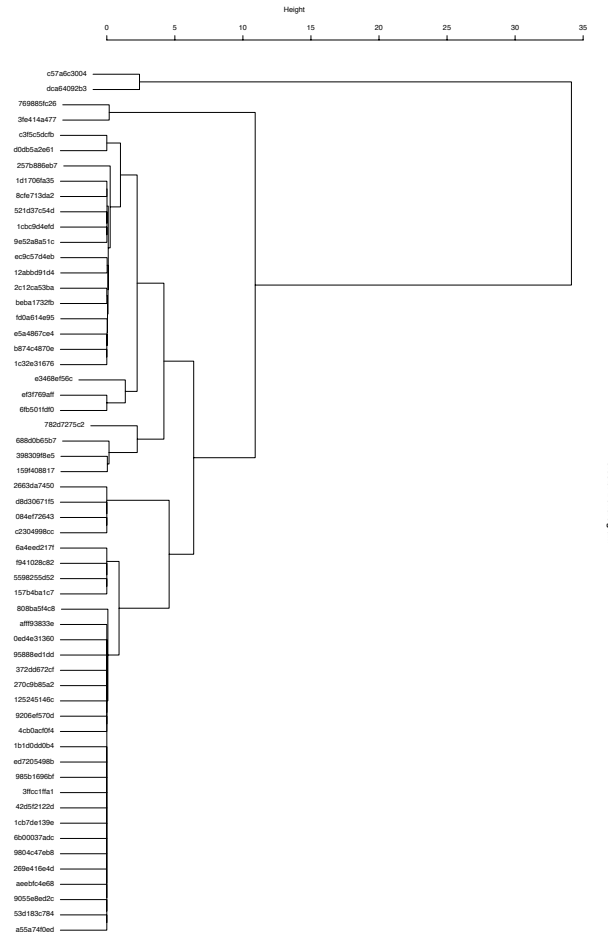 Height
0 5 10 15 20 25 30 35
c57a6c3004
dca64092b3
769885fc26
3fe414a477
c3f5c5dcfb
d0db5a2e61
257b886eb7
1d1706fa35
8cfe713da2
521d37c54d
1cbc9d4efd
9e52a8a51c
ec9c57d4eb
12abbd91d4
2c12ca53ba
beba1732fb
fd0a614e95
e5a4867ce4
b874c4870e
1c32e31676
e3468ef56c
ef3f769aff
6fb501fdf0
782d7275c2
688d0b65b7
398309f8e5
159f408817
2663da7450
d8d30671f5
084ef72643
c2304998cc
6a4eed217f
f941028c82
5598255d52
157b4ba1c7
808ba5f4c8
afff93833e
0ed4e31360
95888ed1dd
372dd672cf
270c9b85a2
125245146c
9206ef570d
4cb0acf0f4
1b1d0dd0b4
ed7205498b
985b1696bf
3ffcc1ffa1
42d5f2122d
1cb7de139e
6b00037adc
9804c47eb8
269e416e4d
aeebfc4e68
9055e8ed2c
53d183c784
a55a74f0ed